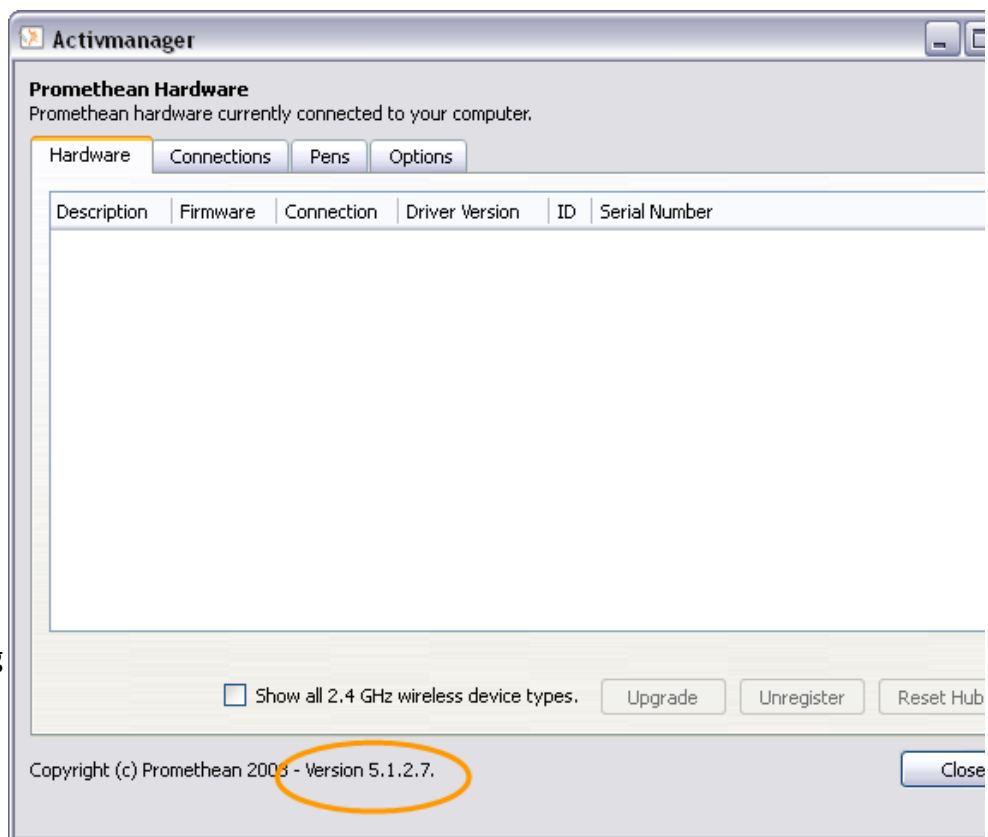 Activmanager
Promethean Hardware
Promethean hardware currently connected to your computer.
Hardware Connections Pens Options
Description Firmware Connection Driver Version ID Serial Number
g
Show all 2.4 GHz wireless device types. Upgrade Unregister Reset Hub
Copyright (c) Promethean 2008 - Version 5.1.2.7. Close